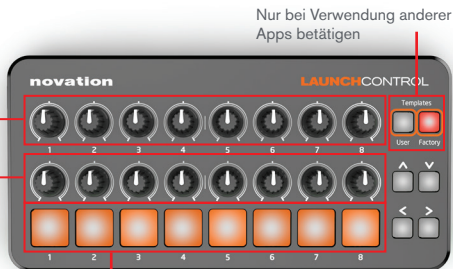 Nur bei Verwendung anderer
Apps betätigen
novation
LAUNCHCONTROL
Templates
1 2 3 4 5 6 7 8
User Factory
1 2 3 4 5 6 7 8